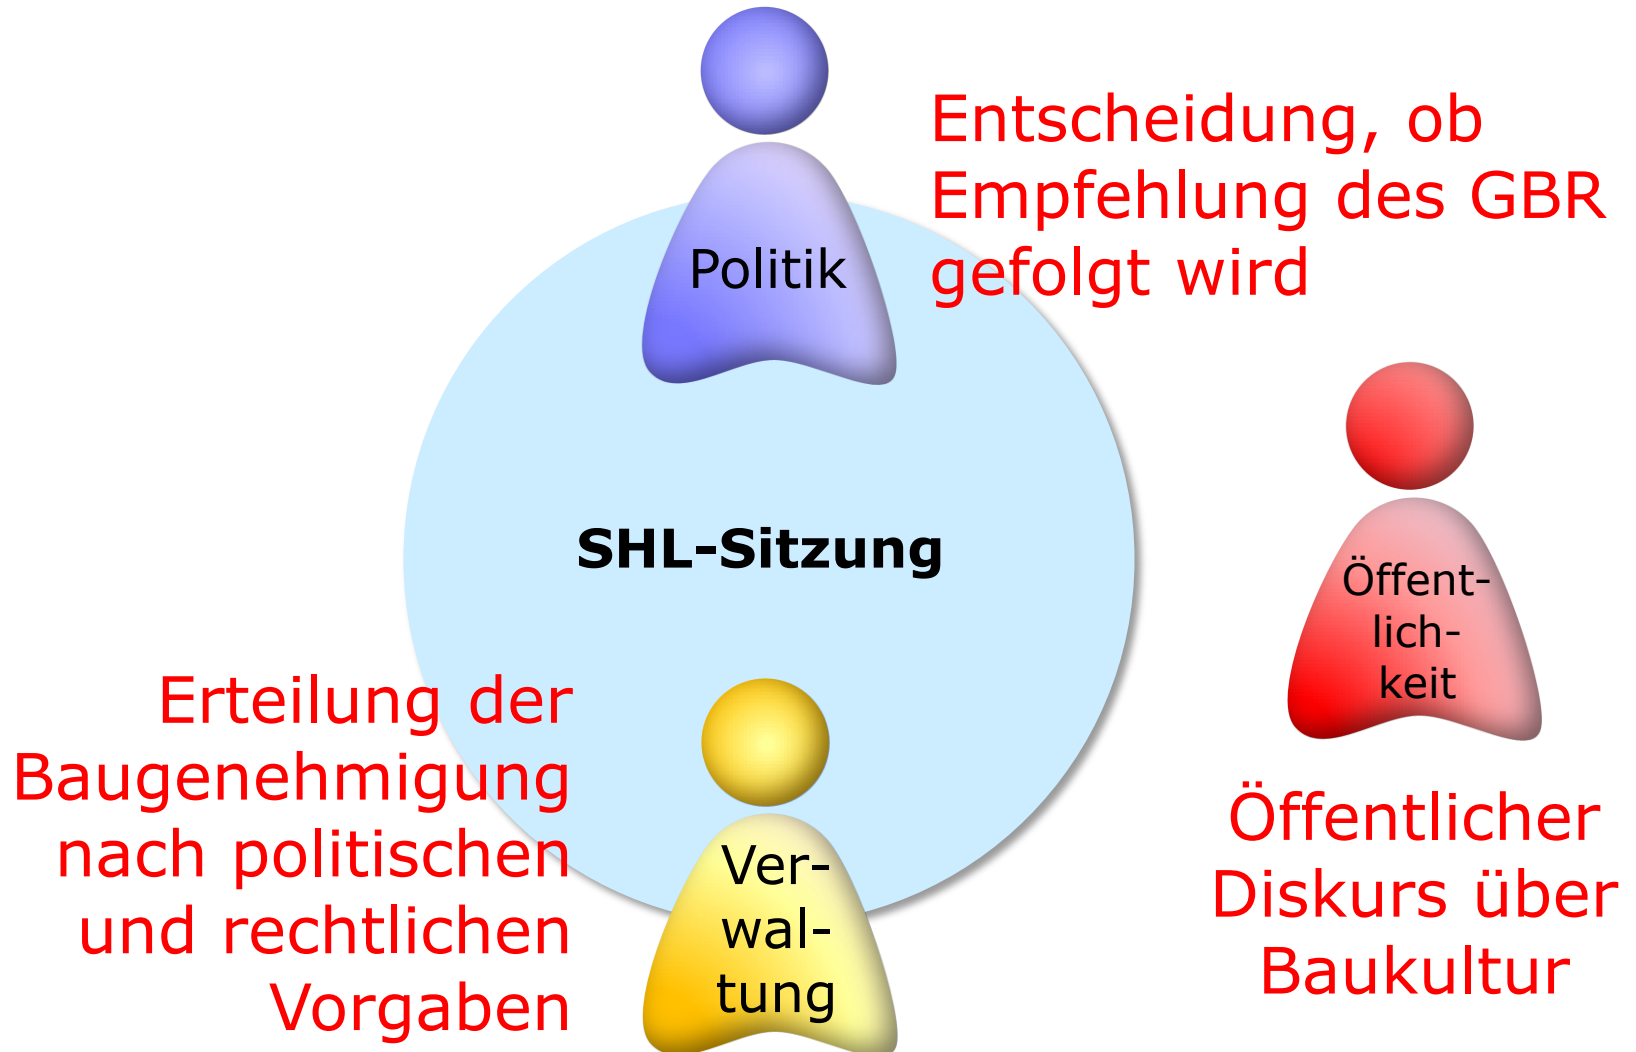 Entscheidung, ob
Empfehlung des GBR
gefolgt wird
Politik
SHL-Sitzung
Öffent-
lich-
keit
Erteilung der
Baugenehmigung
nach politischen
und rechtlichen
Vorgaben
Ver-
wal-
tung
Öffentlicher
Diskurs über
Baukultur